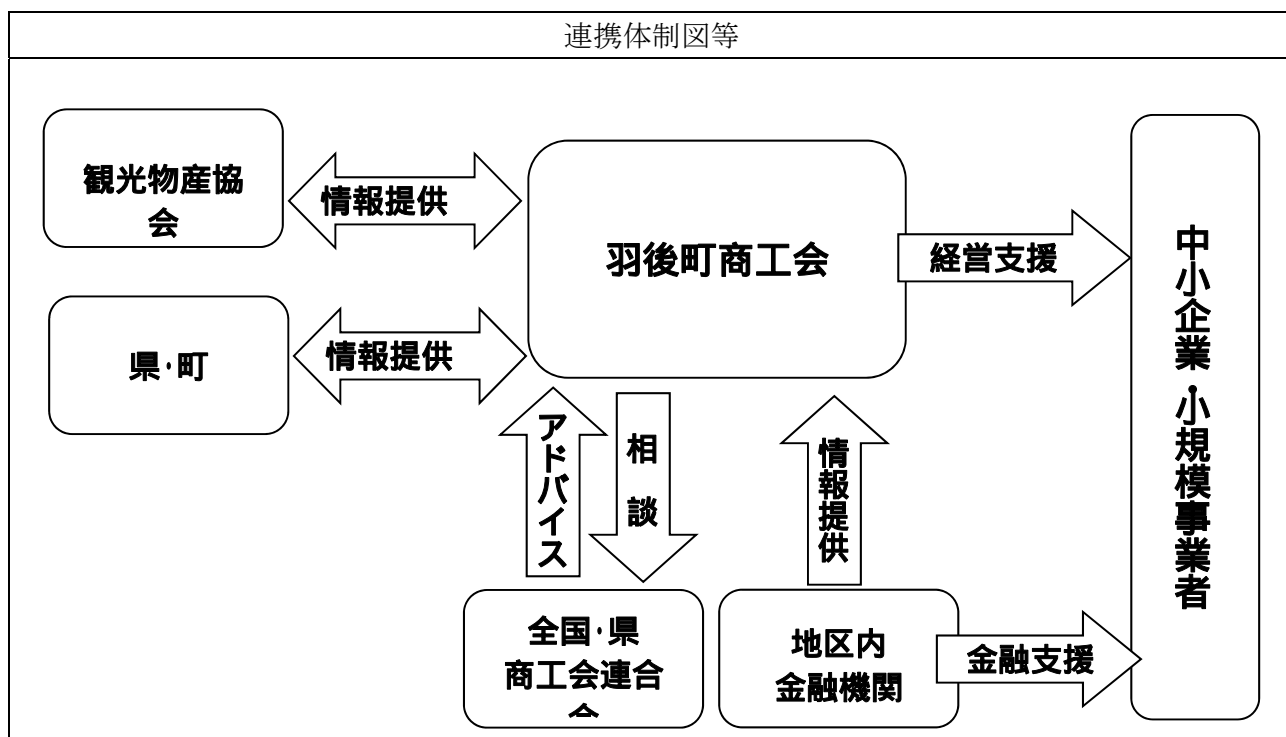 連携体制図等
観光物産協
会
情報提供
羽後町商工会
経営支援
中小企業・小規模事業者
県・町
情報提供
アドバイス
相談
情報提供
全国・県
商工会連合
会
地区内
金融機関
金融支援